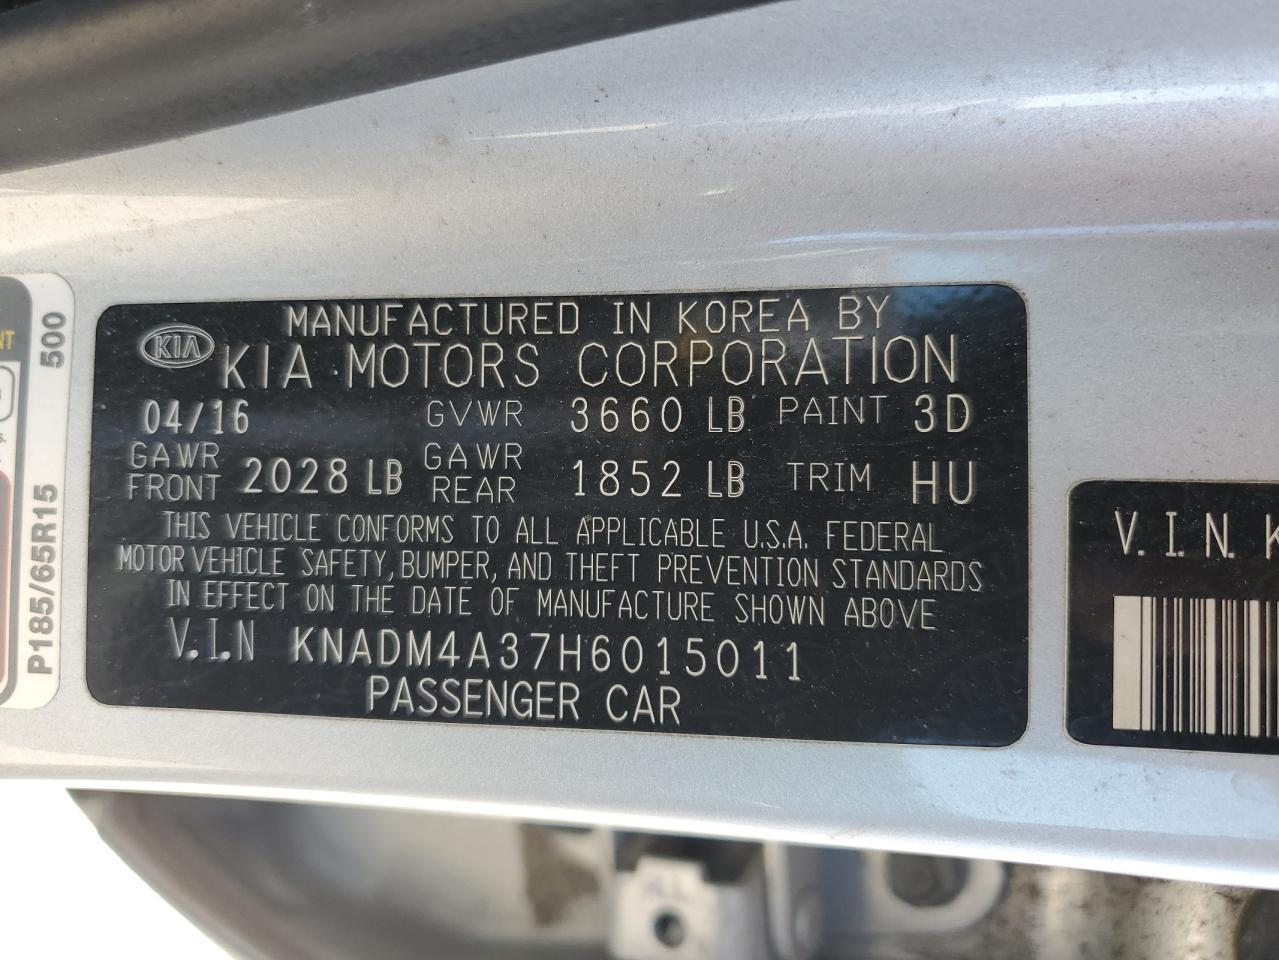 MANUFACTURED IN KOREA BY
KIA KIA MOTORS CORPORATION
04/16 GVWR 3660 LB PAINT 3D
GAWR FRONT 2028 LB GAWR REAR 1852 LB TRIM HU
THIS VEHICLE CONFORMS TO ALL APPLICABLE U.S.A. FEDERAL
MOTOR VEHICLE SAFETY, BUMPER, AND THEFT PREVENTION STANDARDS
IN EFFECT ON THE DATE OF MANUFACTURE SHOWN ABOVE
V.I.N KNADM4A37H6015011
PASSENGER CAR
P185/65R15 500
V.I.N. K